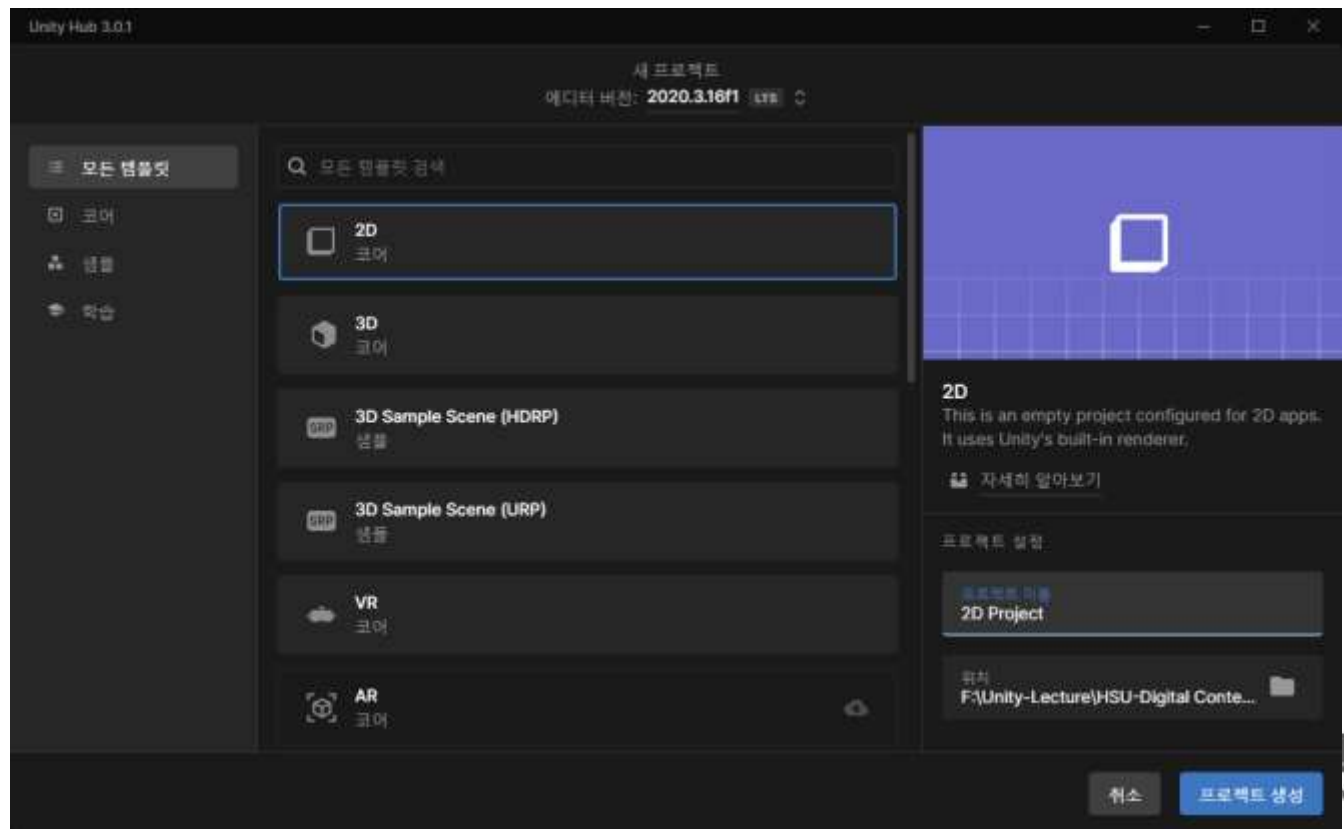 Unity Hub 3.0.1
새 프로젝트
에디터 버전: 2020.3.16f1 LTS
모든 템플릿
코어
샘플
학습
모든 템플릿 검색
2D
코어
3D
코어
SRP
3D Sample Scene (HDRP)
샘플
SRP
3D Sample Scene (URP)
샘플
VR
코어
AR
코어
2D
This is an empty project configured for 2D apps.
It uses Unity's built-in renderer.
자세히 알아보기
프로젝트 설정
프로젝트 이름
2D Project
위치
F:\Unity-Lecture\HSU-Digital Conte...
취소
프로젝트 생성